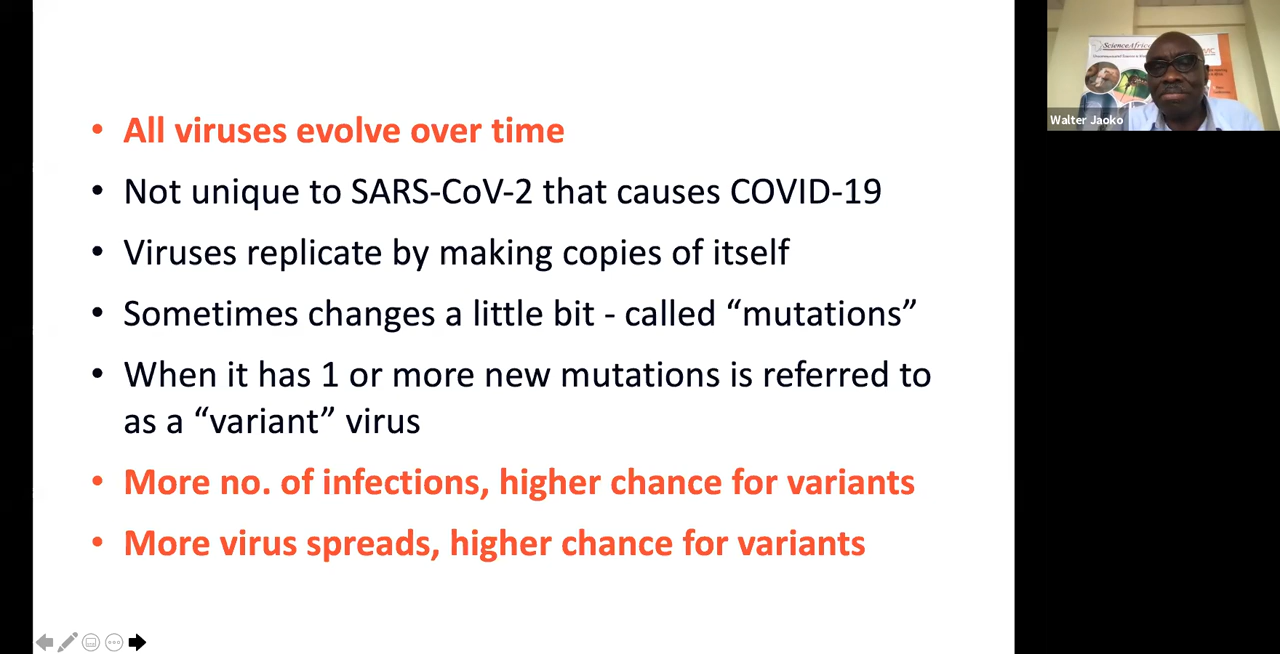 • All viruses evolve over time
• Not unique to SARS-CoV-2 that causes COVID-19
• Viruses replicate by making copies of itself
• Sometimes changes a little bit - called “mutations”
• When it has 1 or more new mutations is referred to
as a “variant” virus
• More no. of infections, higher chance for variants
• More virus spreads, higher chance for variants
ScienceAfric
Walter Jaoko